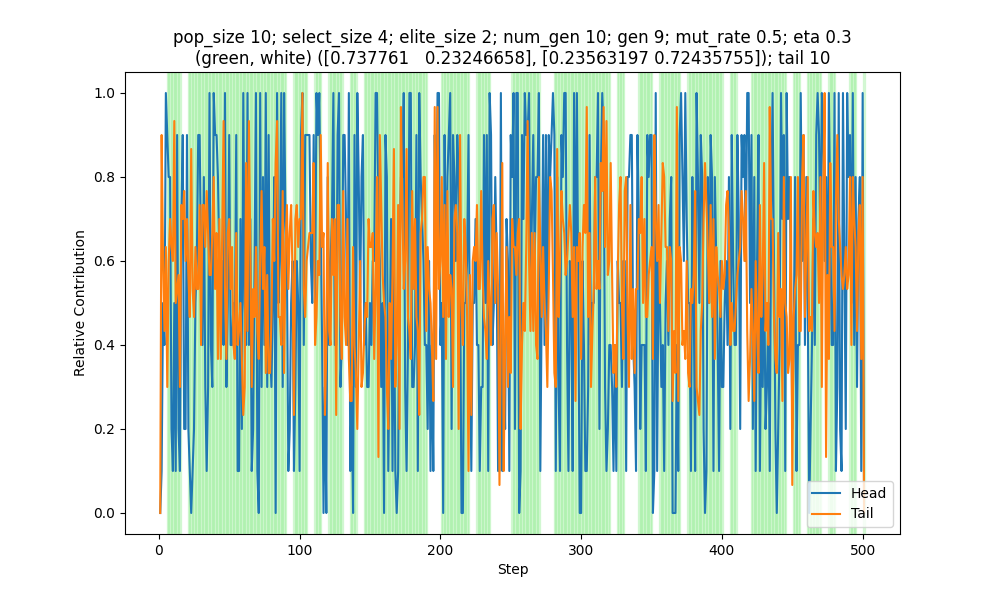 pop_size 10; select_size 4; elite_size 2; num_gen 10; gen 9; mut_rate 0.5; eta 0.3
(green, white) ([0.737761   0.23246658], [0.23563197 0.72435755]); tail 10
1.0
0.8
0.6
0.4
0.2
0.0
Relative Contribution
0
100
200
300
400
500
Step
Head
Tail